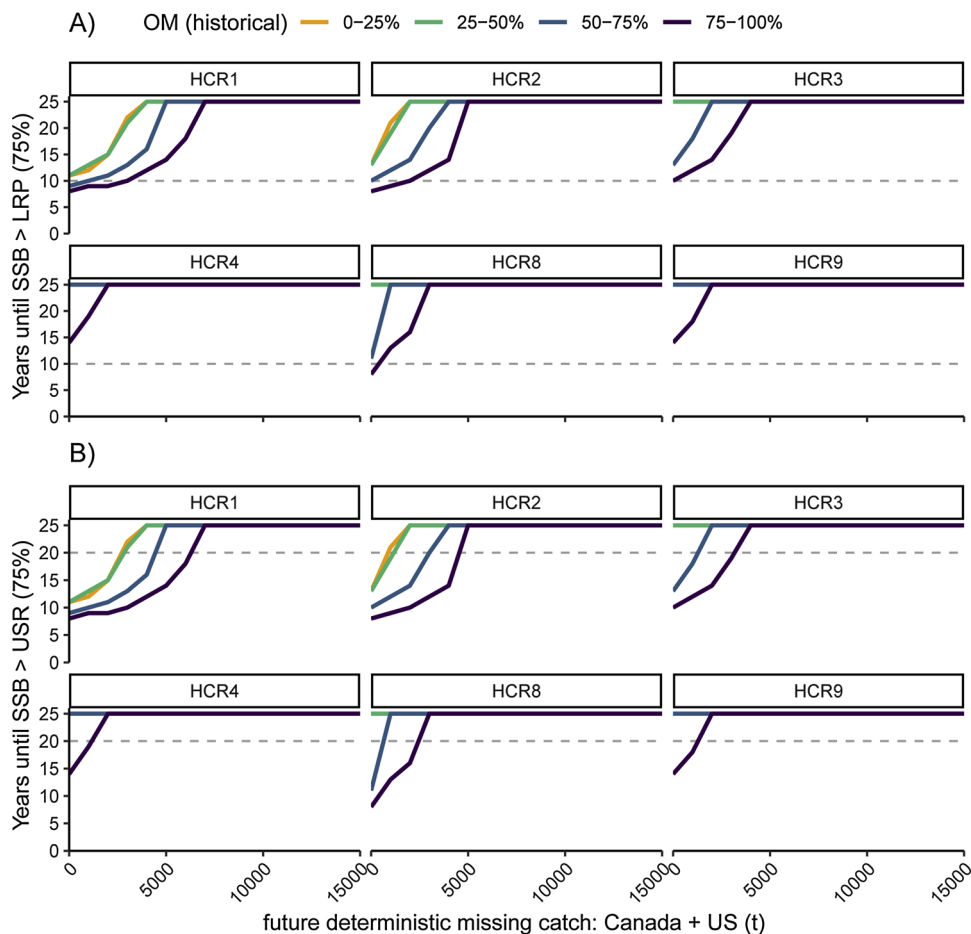 A)
OM (historical) 0−25% 25−50% 50−75% 75−100%
HCR1 HCR2 HCR3
25
20
15
10
5
0
HCR4 HCR8 HCR9
25
20
15
10
5
0
Years until SSB > LRP (75%)
B)
HCR1 HCR2 HCR3
25
20
15
10
5
0
HCR4 HCR8 HCR9
25
20
15
10
5
0
Years until SSB > USR (75%)
0 5000 10000 15000 0 5000 10000 15000 0 5000 10000 15000
future deterministic missing catch: Canada + US (t)